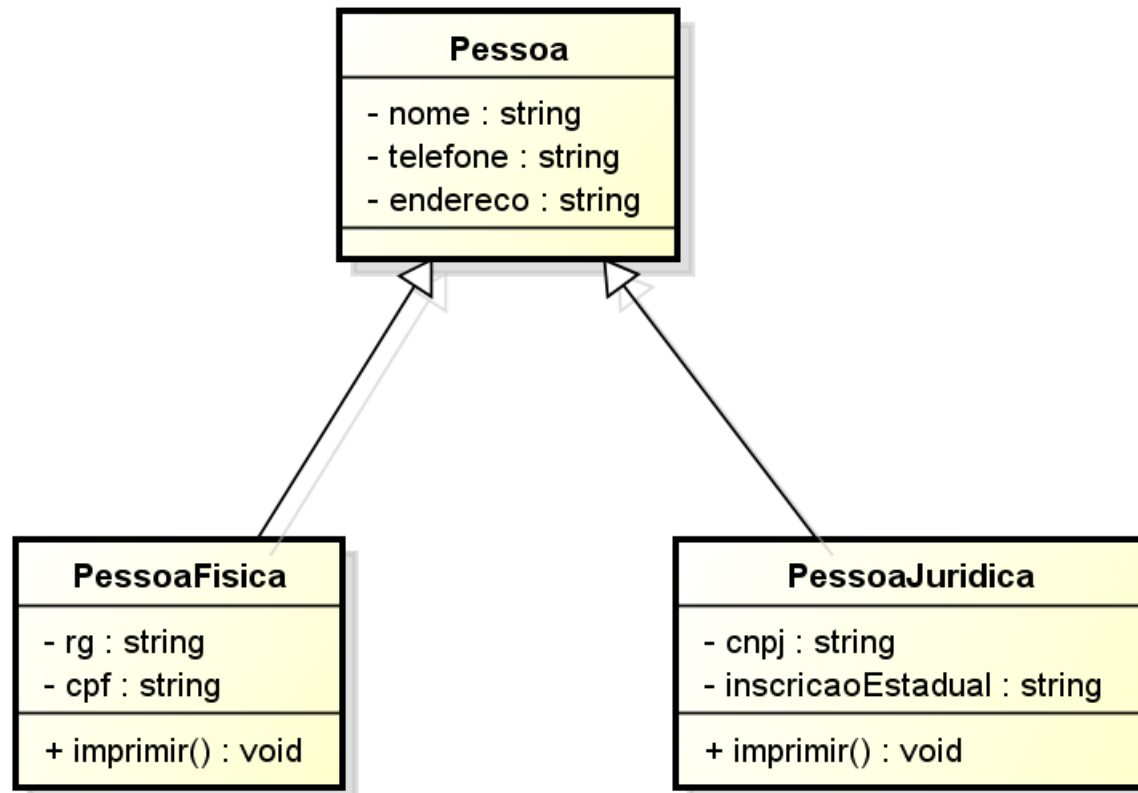 Pessoa
- nome : string
- telefone : string
- endereco : string
PessoaFisica
- rg : string
- cpf : string
+ imprimir() : void
PessoaJuridica
- cnpj : string
- inscricaoEstadual : string
+ imprimir() : void